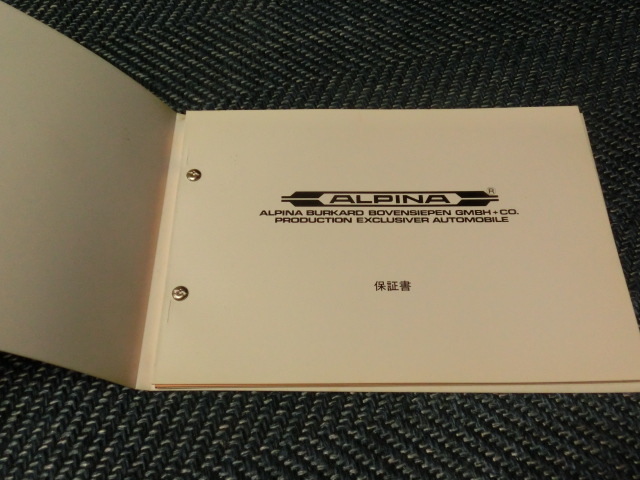 ALPINA ®
ALPINA BURKARD BOVENSIEPEN GMBH+CO.
PRODUCTION EXCLUSIVER AUTOMOBILE
保証書